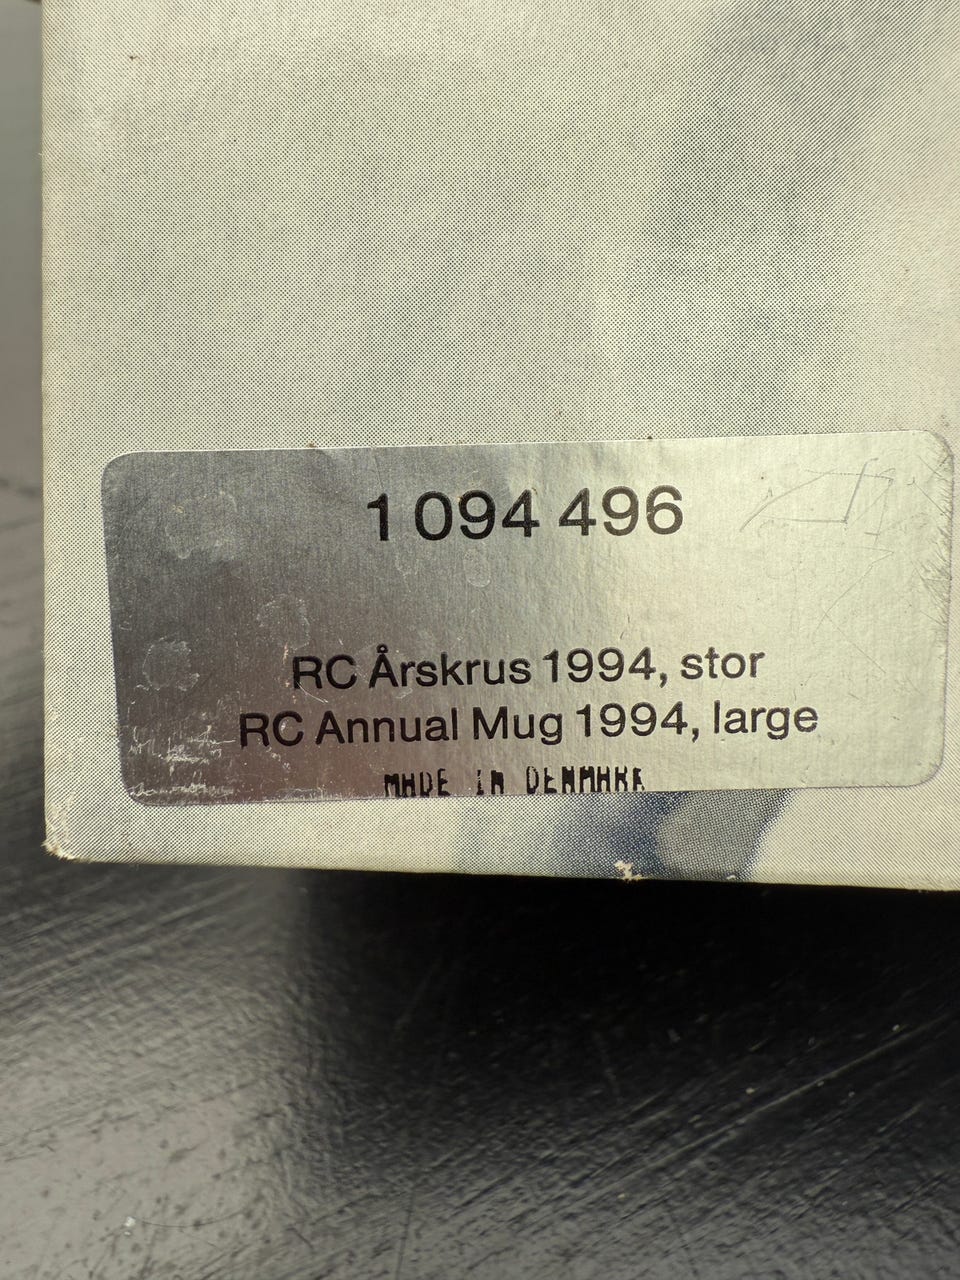 1 094 496
RC Årskrus 1994, stor
RC Annual Mug 1994, large
MADE IN DENMARK